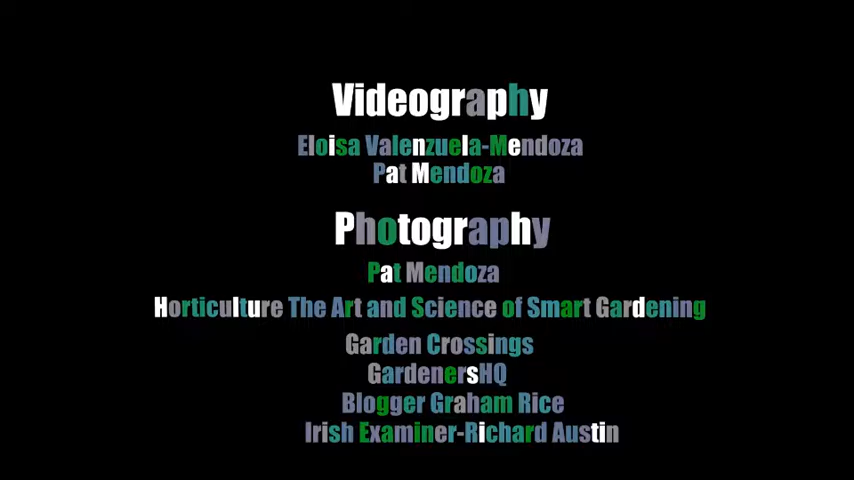 Videography
Eloisa Valenzuela-Mendoza
Pat Mendoza
Photography
Pat Mendoza
Horticulture The Art and Science of Smart Gardening
Garden Crossings
GardenersHQ
Blogger Graham Rice
Irish Examiner-Richard Austin